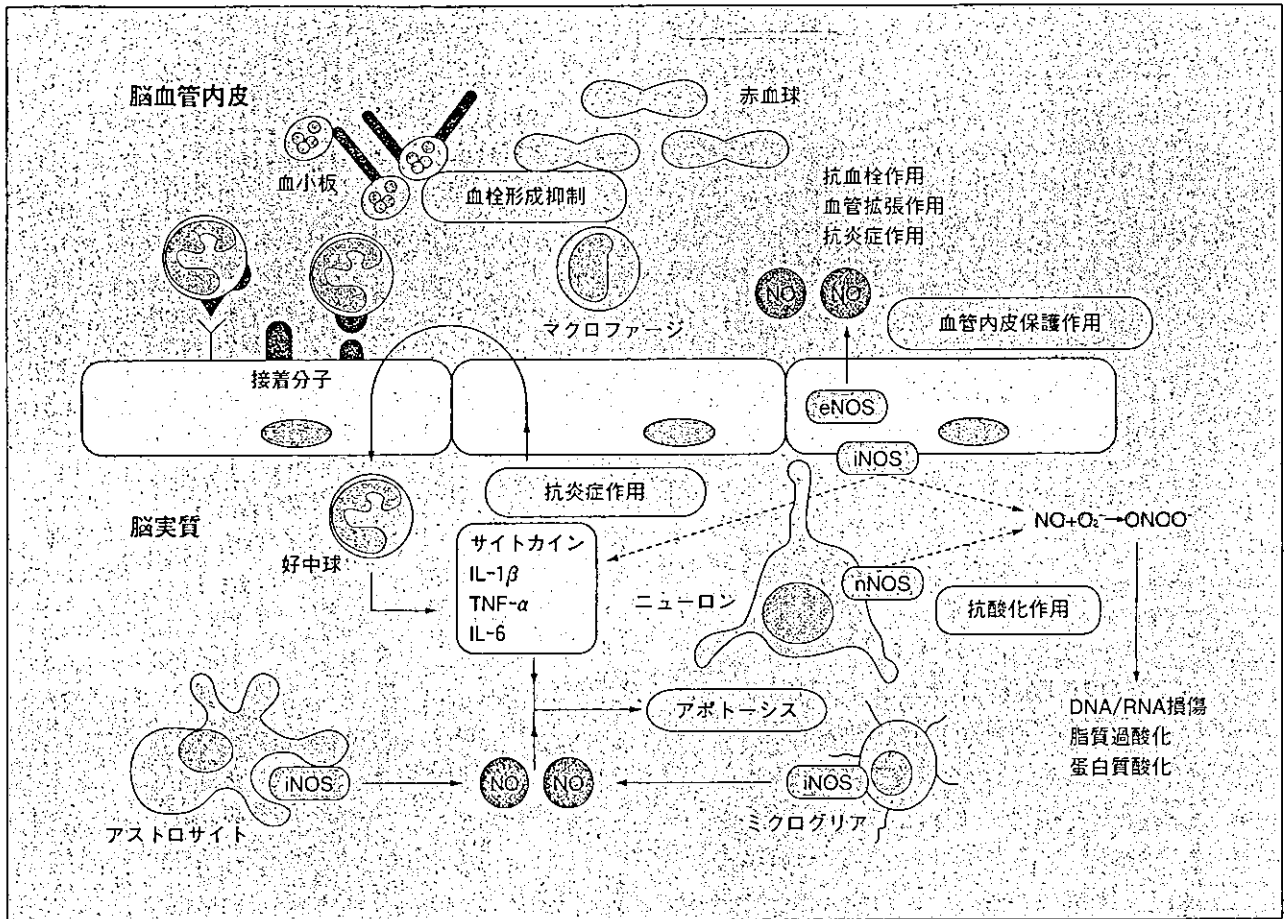 脳血管内皮
赤血球
血小板
血栓形成抑制
抗血栓作用
血管拡張作用
抗炎症作用
マクロファージ
NO NO
血管内皮保護作用
接着分子
eNOS
iNOS
抗炎症作用
脳実質
好中球
サイトカイン
IL-1β
TNF-α
IL-6
ニューロン
nNOS
NO+O₂⁻→ONOO⁻
抗酸化作用
アポトーシス
DNA/RNA損傷
脂質過酸化
蛋白質酸化
iNOS
NO NO
iNOS
アストロサイト
ミクログリア